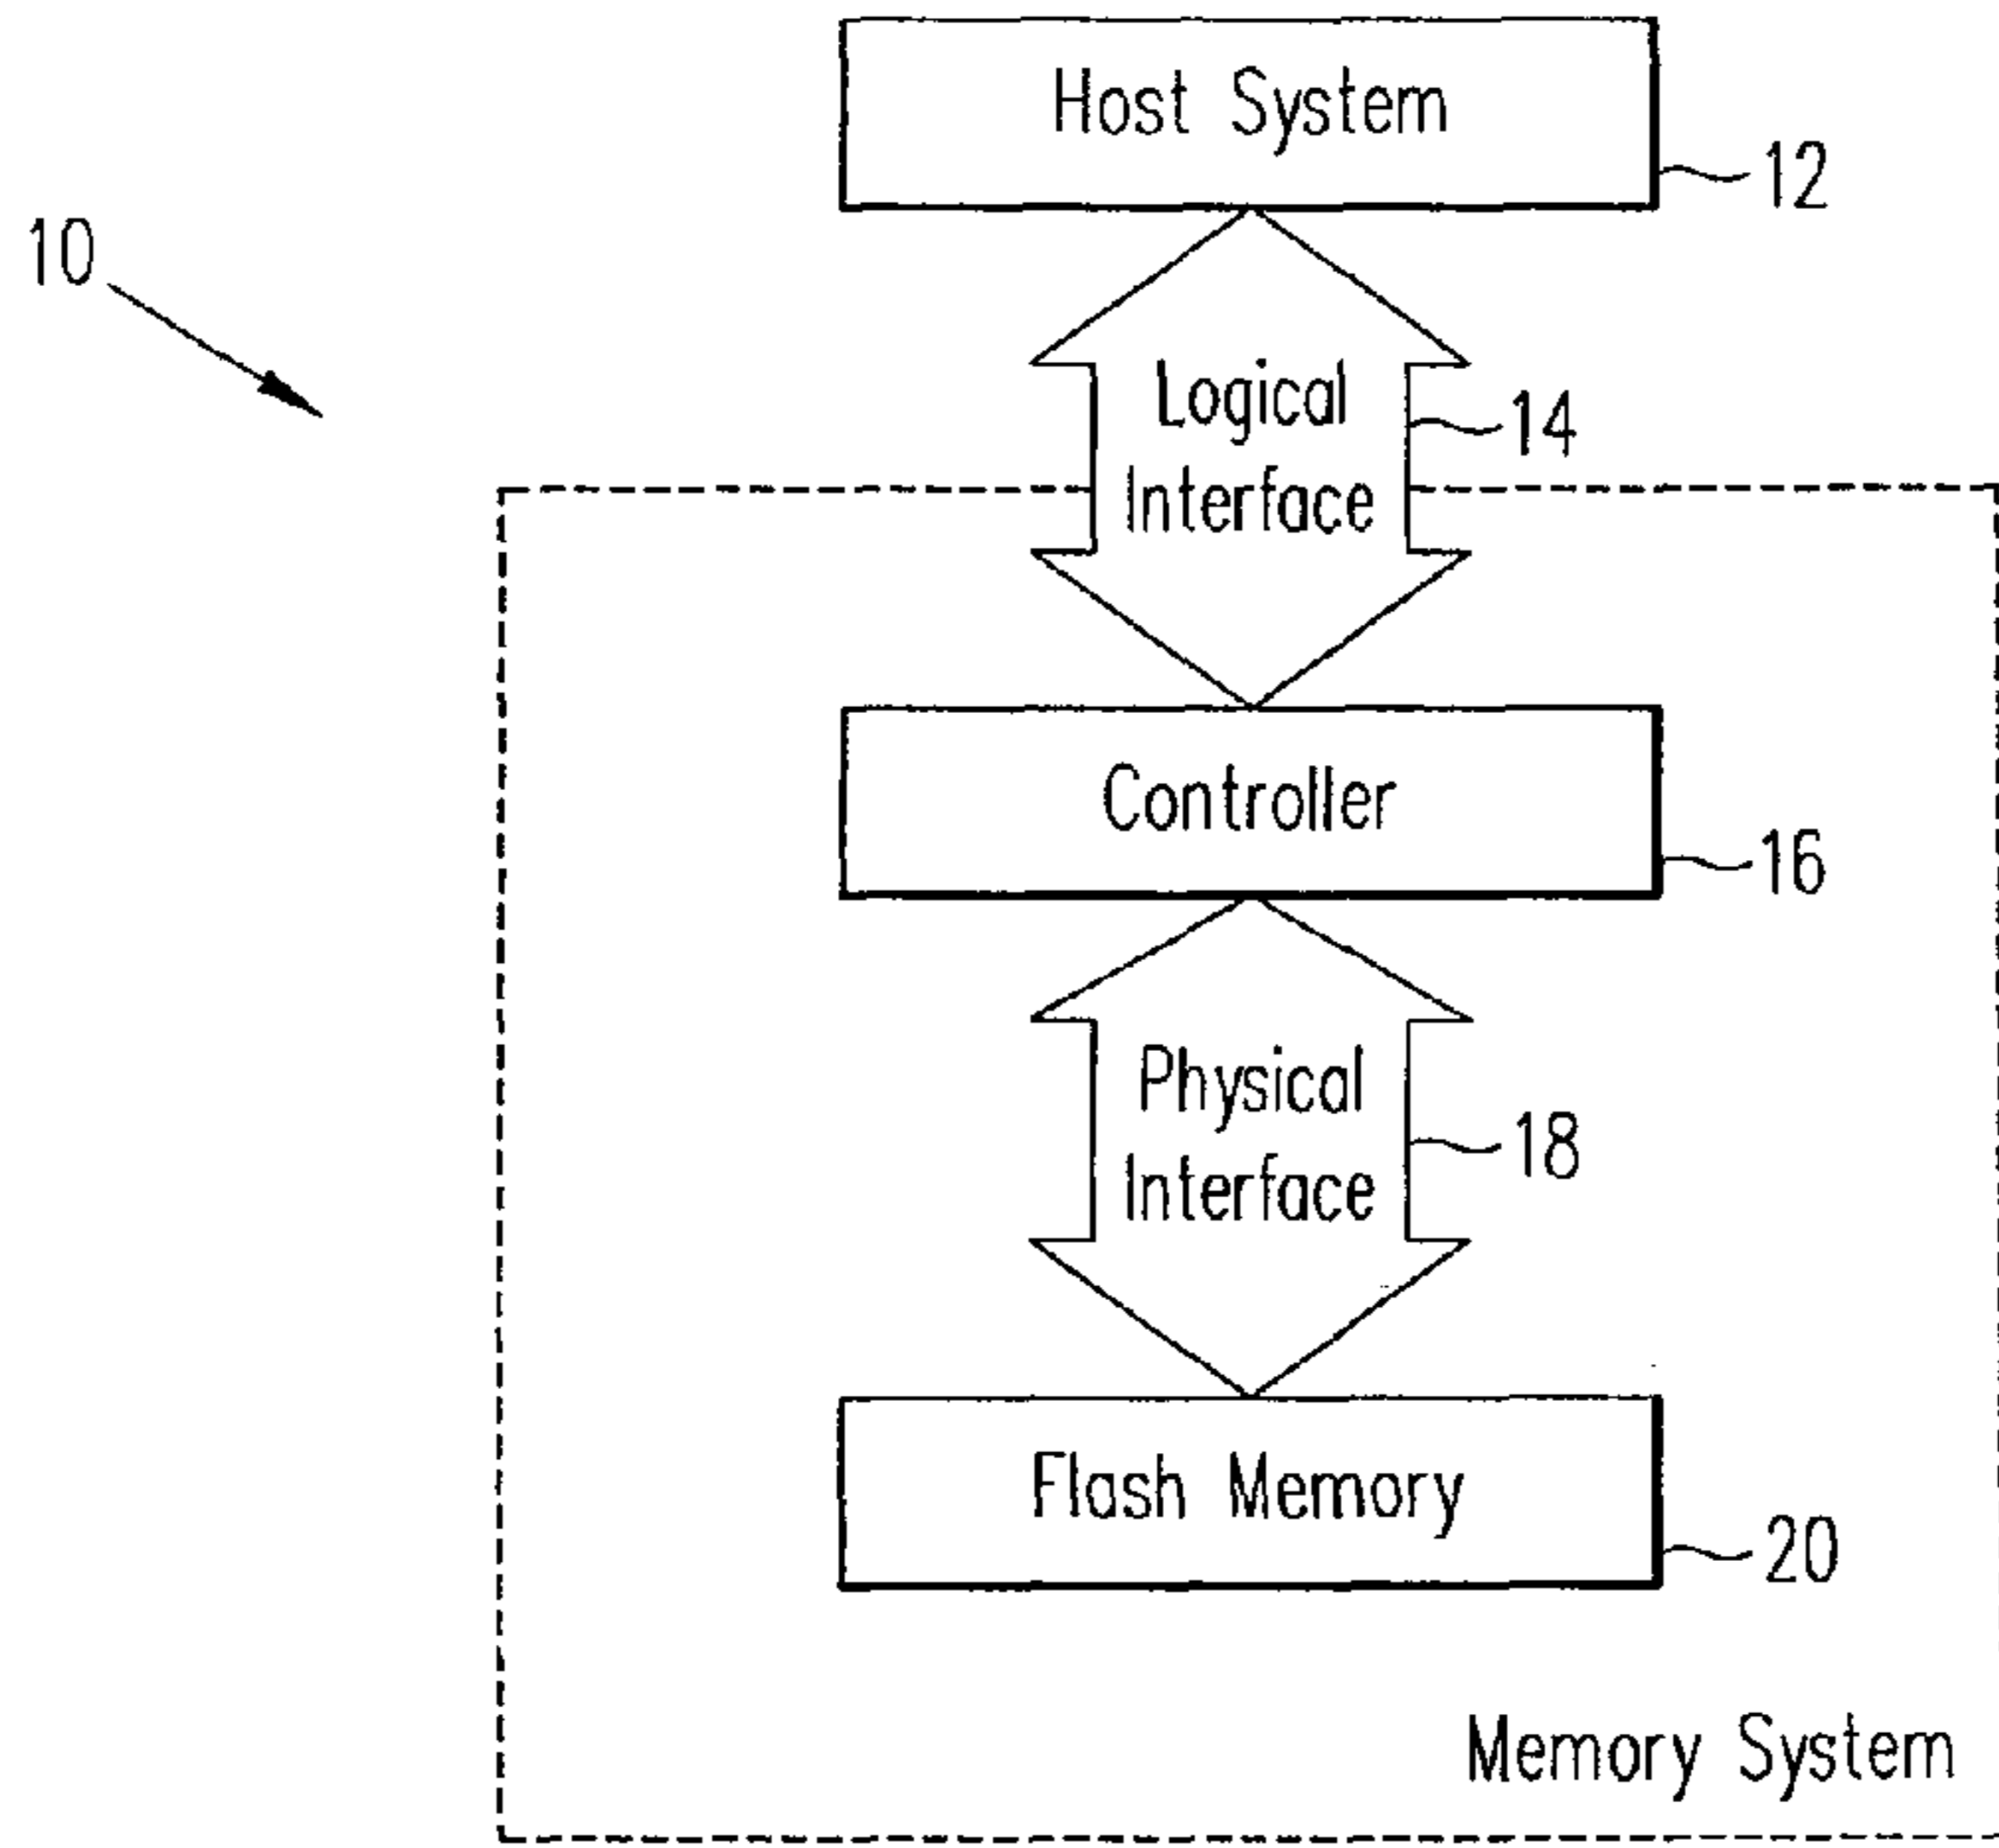 Host System
12
10
Logical
Interface
14
Controller
16
Physical
Interface
18
Flash Memory
20
Memory System